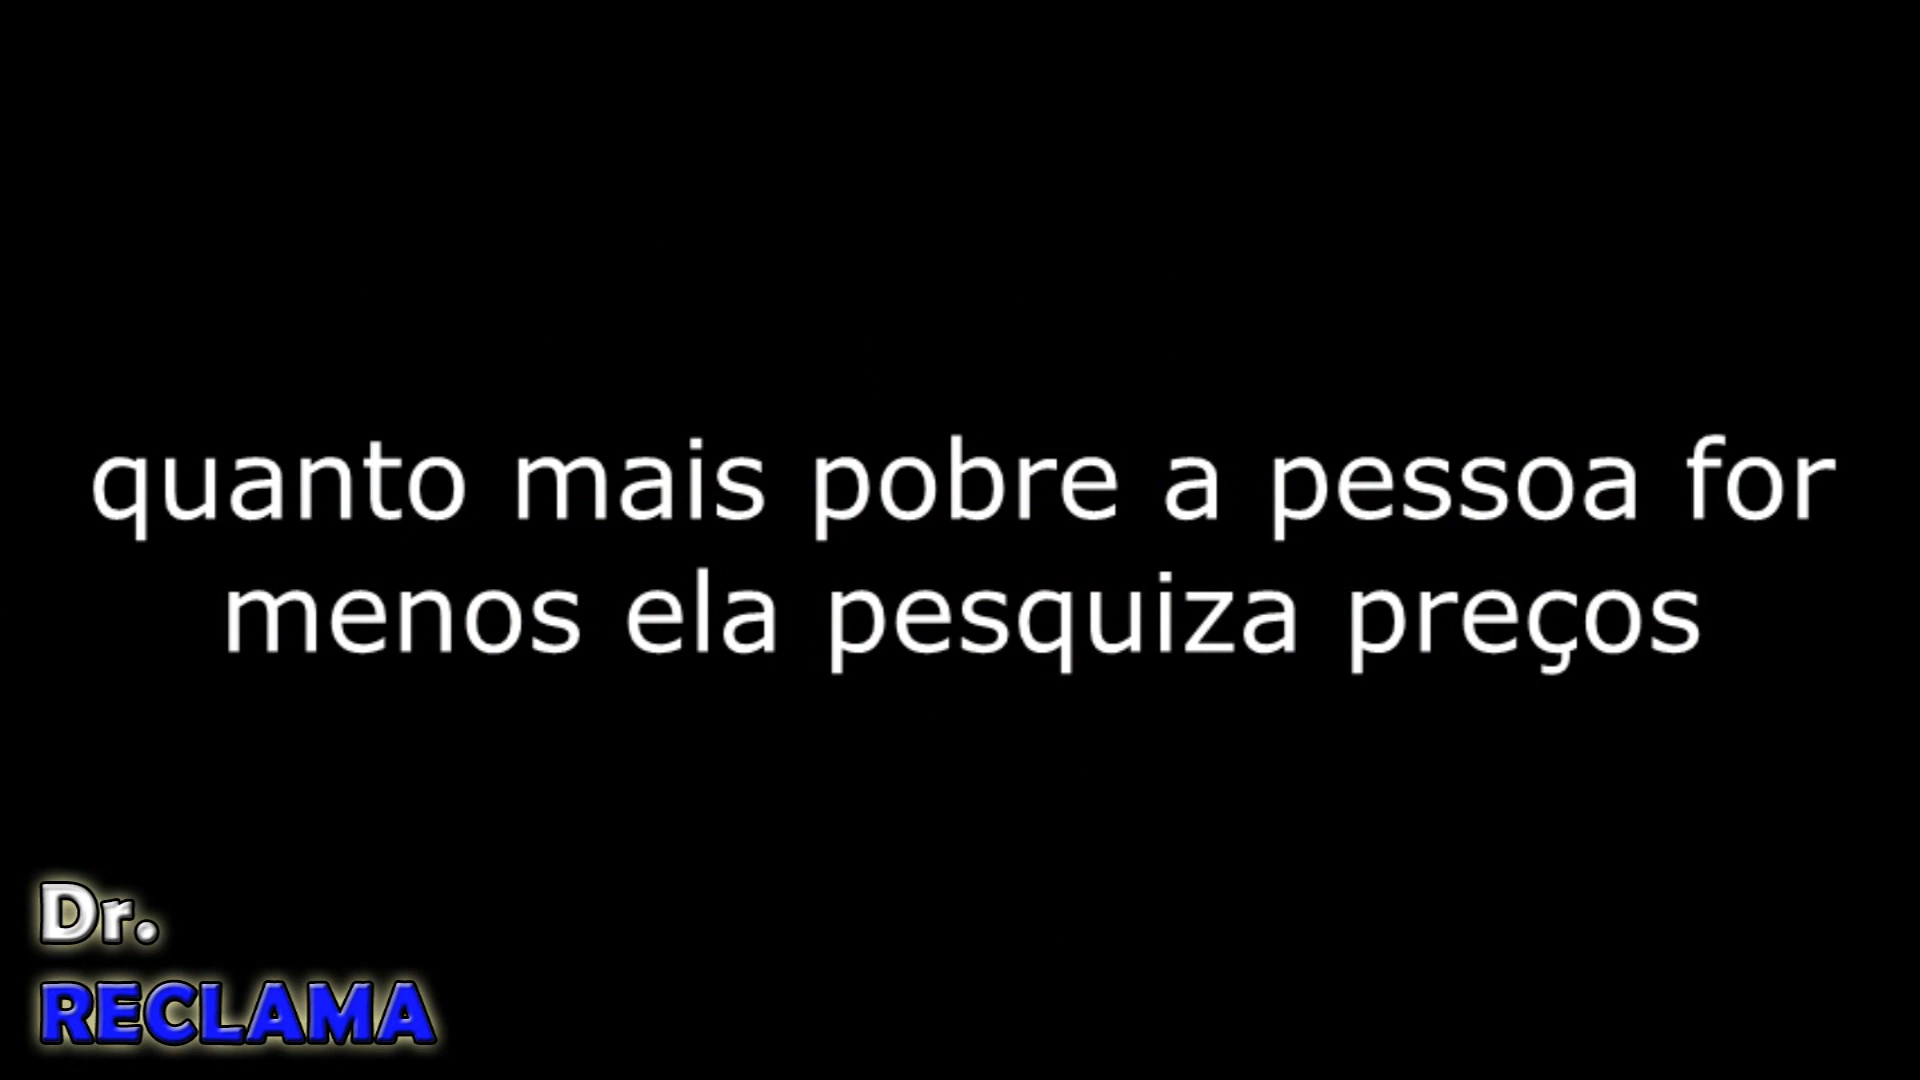 quanto mais pobre a pessoa for
menos ela pesquiza preços
Dr.
RECLAMA